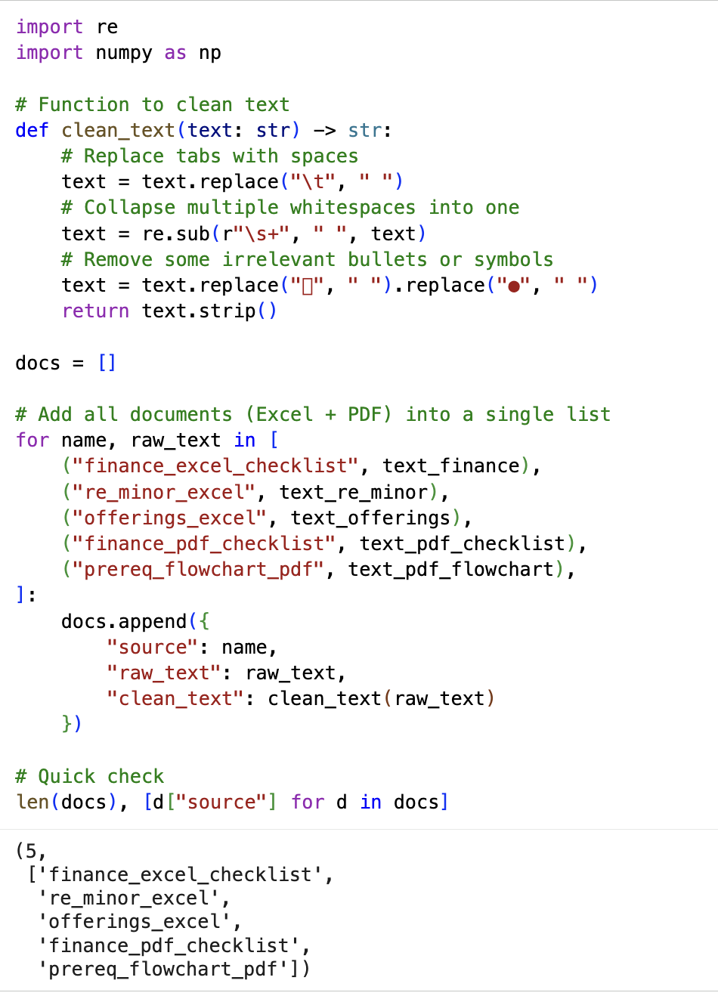 import re
import numpy as np

# Function to clean text
def clean_text(text: str) -> str:
    # Replace tabs with spaces
    text = text.replace("\t", " ")
    # Collapse multiple whitespaces into one
    text = re.sub(r"\s+", " ", text)
    # Remove some irrelevant bullets or symbols
    text = text.replace("", " ").replace("●", " ")
    return text.strip()

docs = []

# Add all documents (Excel + PDF) into a single list
for name, raw_text in [
    ("finance_excel_checklist", text_finance),
    ("re_minor_excel", text_re_minor),
    ("offerings_excel", text_offerings),
    ("finance_pdf_checklist", text_pdf_checklist),
    ("prereq_flowchart_pdf", text_pdf_flowchart),
]:
    docs.append({
        "source": name,
        "raw_text": raw_text,
        "clean_text": clean_text(raw_text)
    })

# Quick check
len(docs), [d["source"] for d in docs]
(5,
 ['finance_excel_checklist',
  're_minor_excel',
  'offerings_excel',
  'finance_pdf_checklist',
  'prereq_flowchart_pdf'])